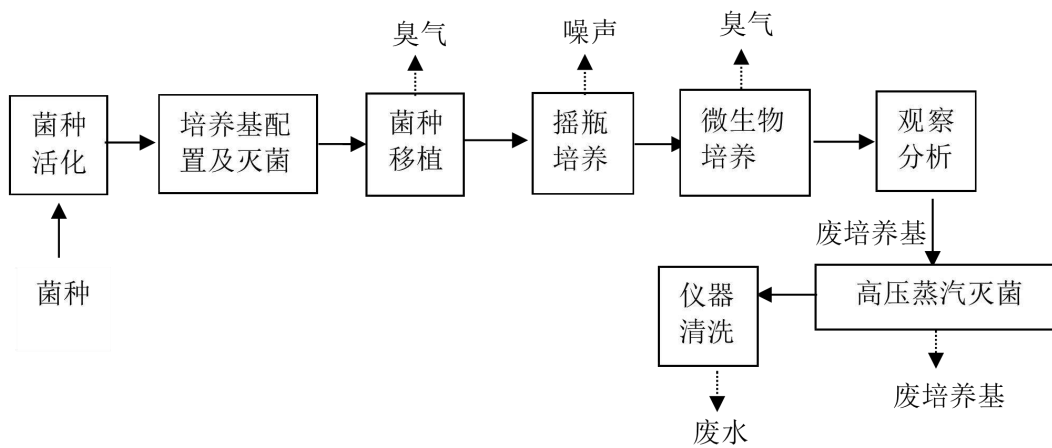 臭气
噪声
臭气
菌种
活化
培养基配
置及灭菌
菌种
移植
摇瓶
培养
微生物
培养
观察
分析
废培养基
菌种
仪器
清洗
高压蒸汽灭菌
废培养基
废水